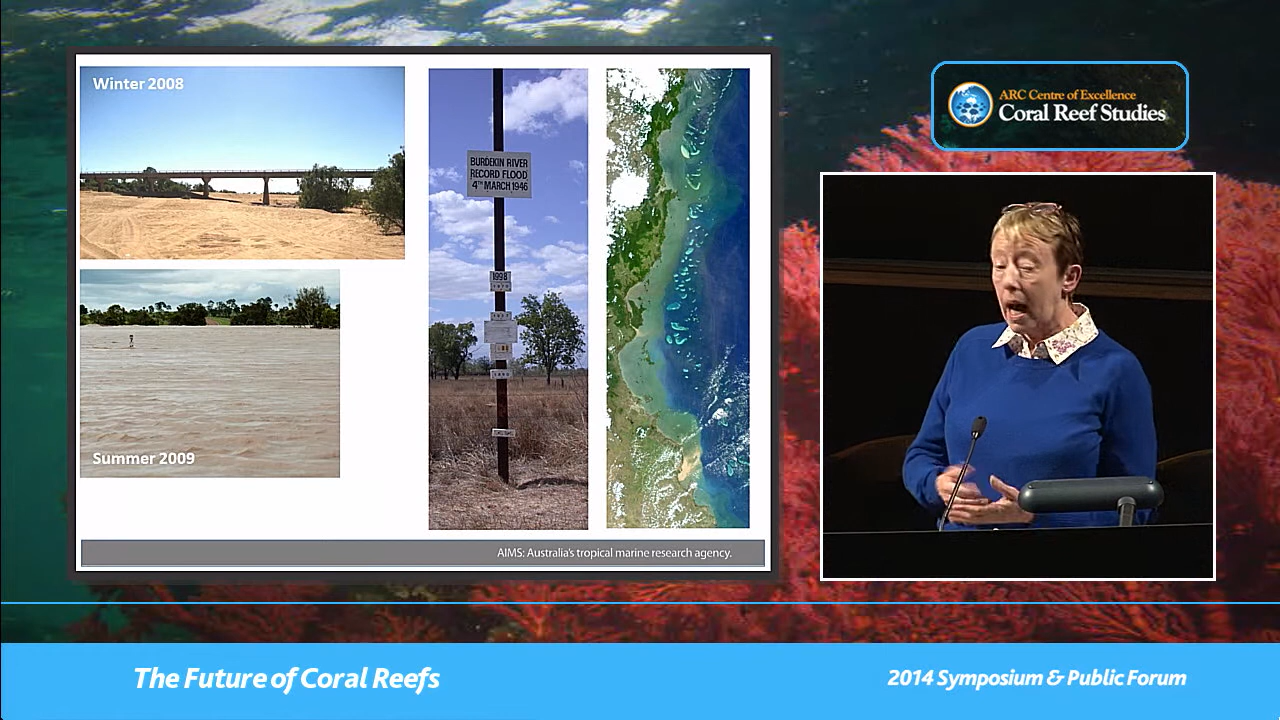 Winter 2008
Summer 2009
BURDEKIN RIVER
RECORD FLOOD
4TH MARCH 1946
1998
AIMS: Australia's tropical marine research agency.
ARC Centre of Excellence
Coral Reef Studies
The Future of Coral Reefs
2014 Symposium & Public Forum